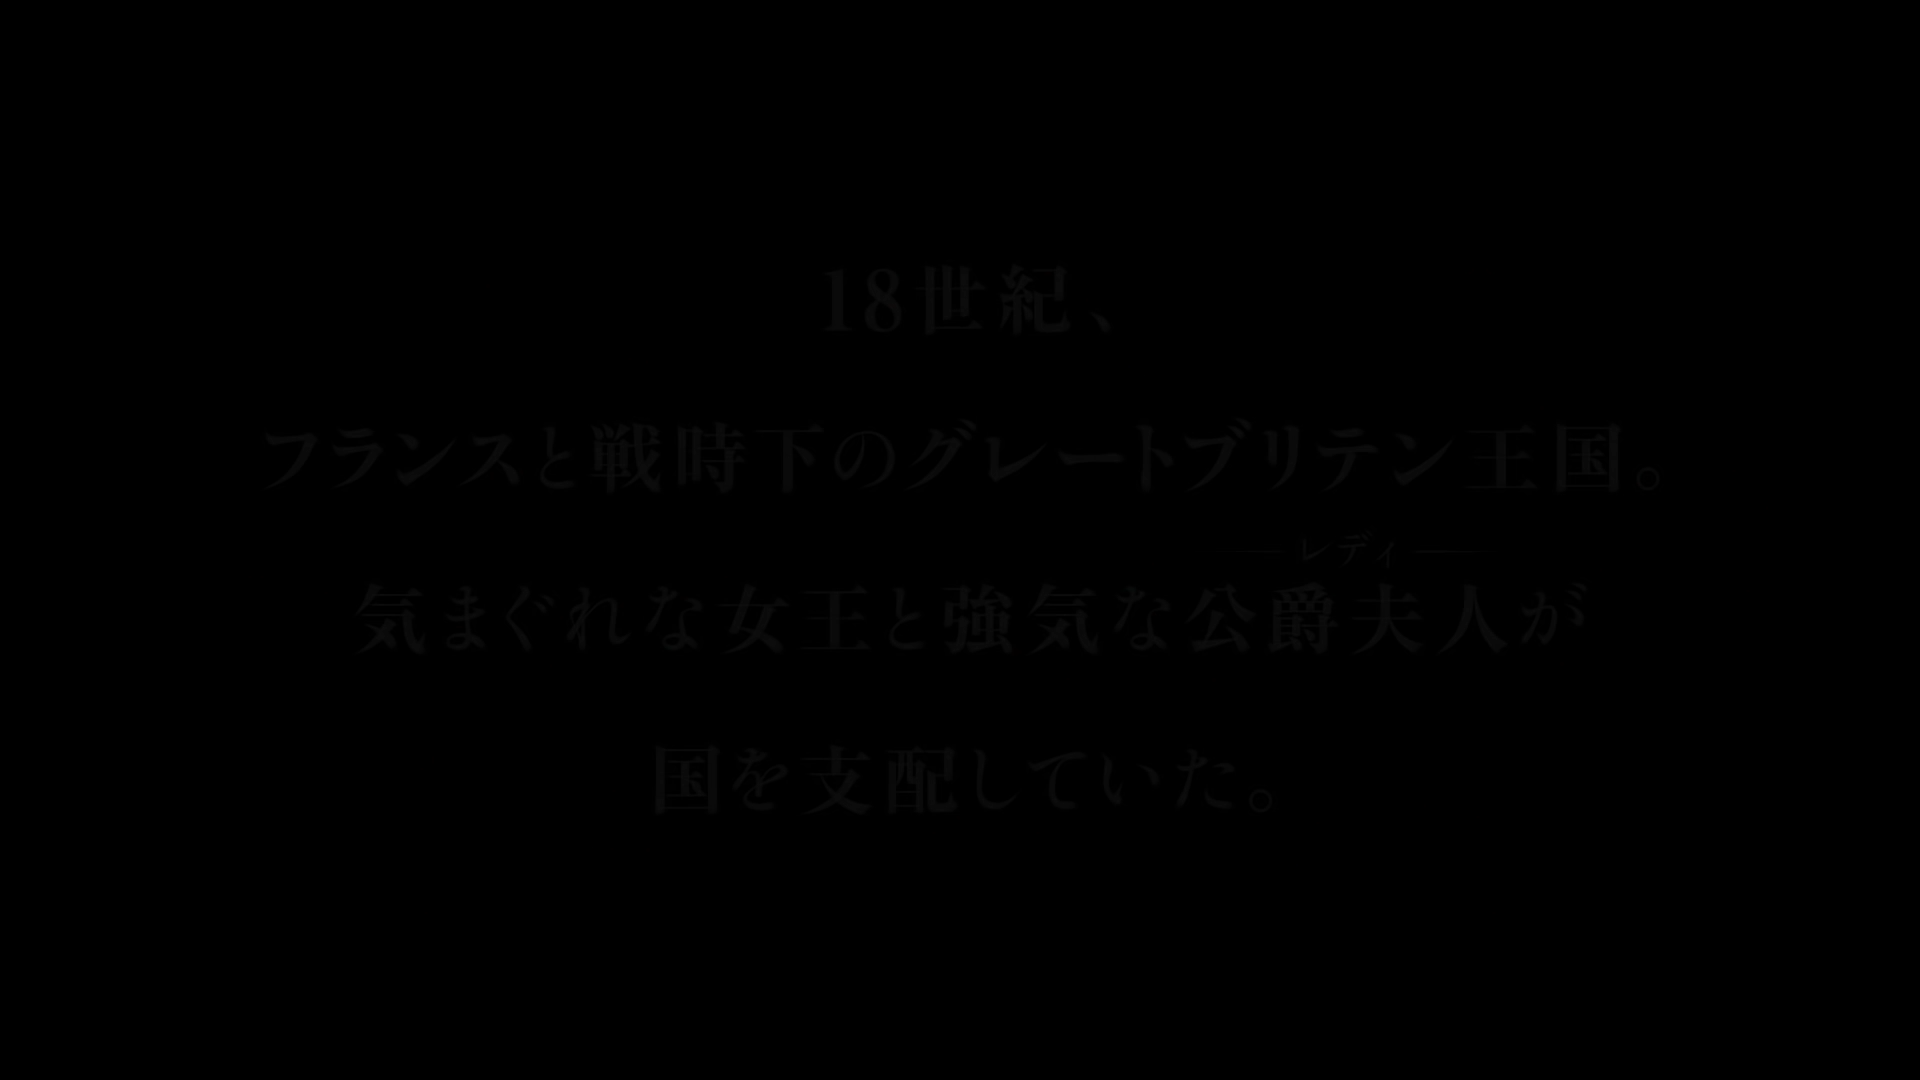 18世紀、
フランスと戦時下のグレートブリテン王国。
レディ
気まぐれな女王と強気な公爵夫人が
国を支配していた。